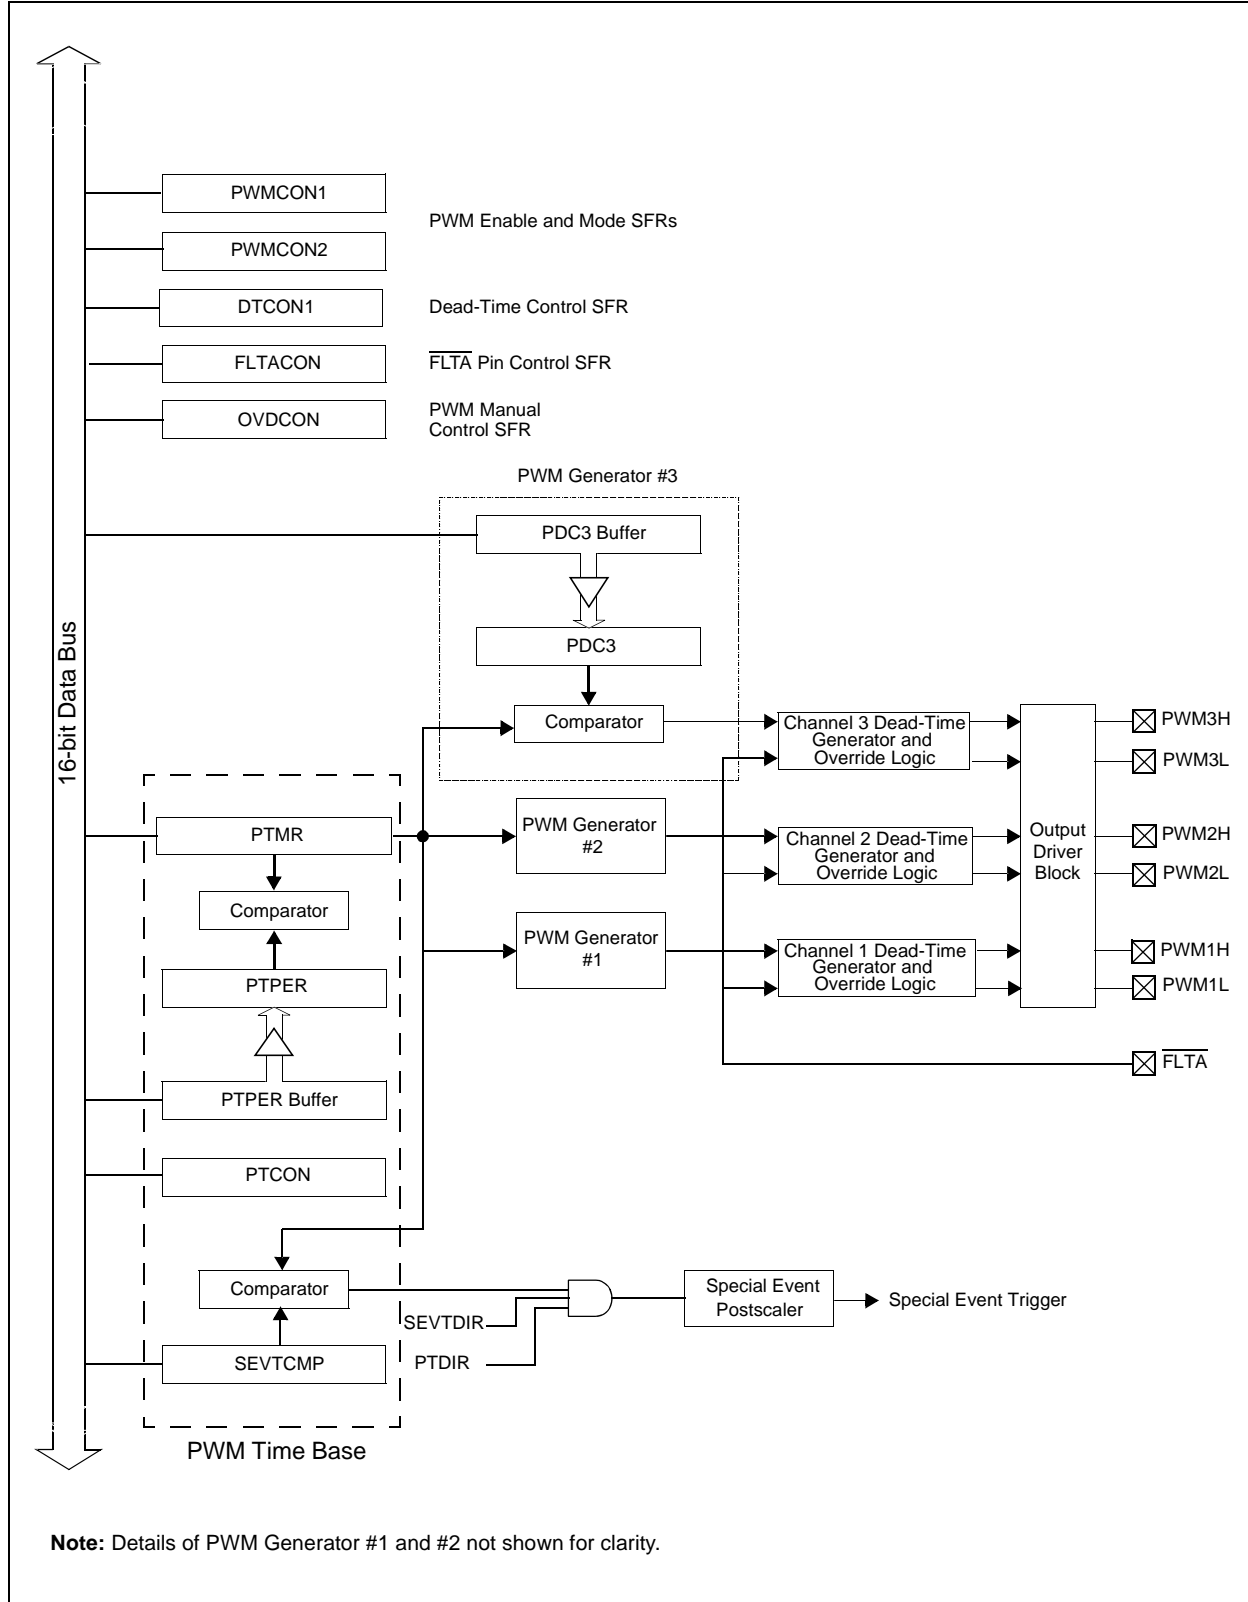 PWMCON1
PWM Enable and Mode SFRs
PWMCON2
DTCON1
Dead-Time Control SFR
FLTACON
FLTA Pin Control SFR
OVDCON
PWM Manual
Control SFR
PWM Generator #3
PDC3 Buffer
PDC3
Comparator
16-bit Data Bus
Channel 3 Dead-Time
Generator and
Override Logic
PWM3H
PWM3L
PTMR
PWM Generator
#2
Channel 2 Dead-Time
Generator and
Override Logic
Output
Driver
Block
PWM2H
PWM2L
Comparator
PWM Generator
#1
Channel 1 Dead-Time
Generator and
Override Logic
PWM1H
PWM1L
PTPER
FLTA
PTPER Buffer
PTCON
Comparator
SEVTDIR
PTDIR
Special Event
Postscaler
Special Event Trigger
SEVTCMP
PWM Time Base
Note: Details of PWM Generator #1 and #2 not shown for clarity.